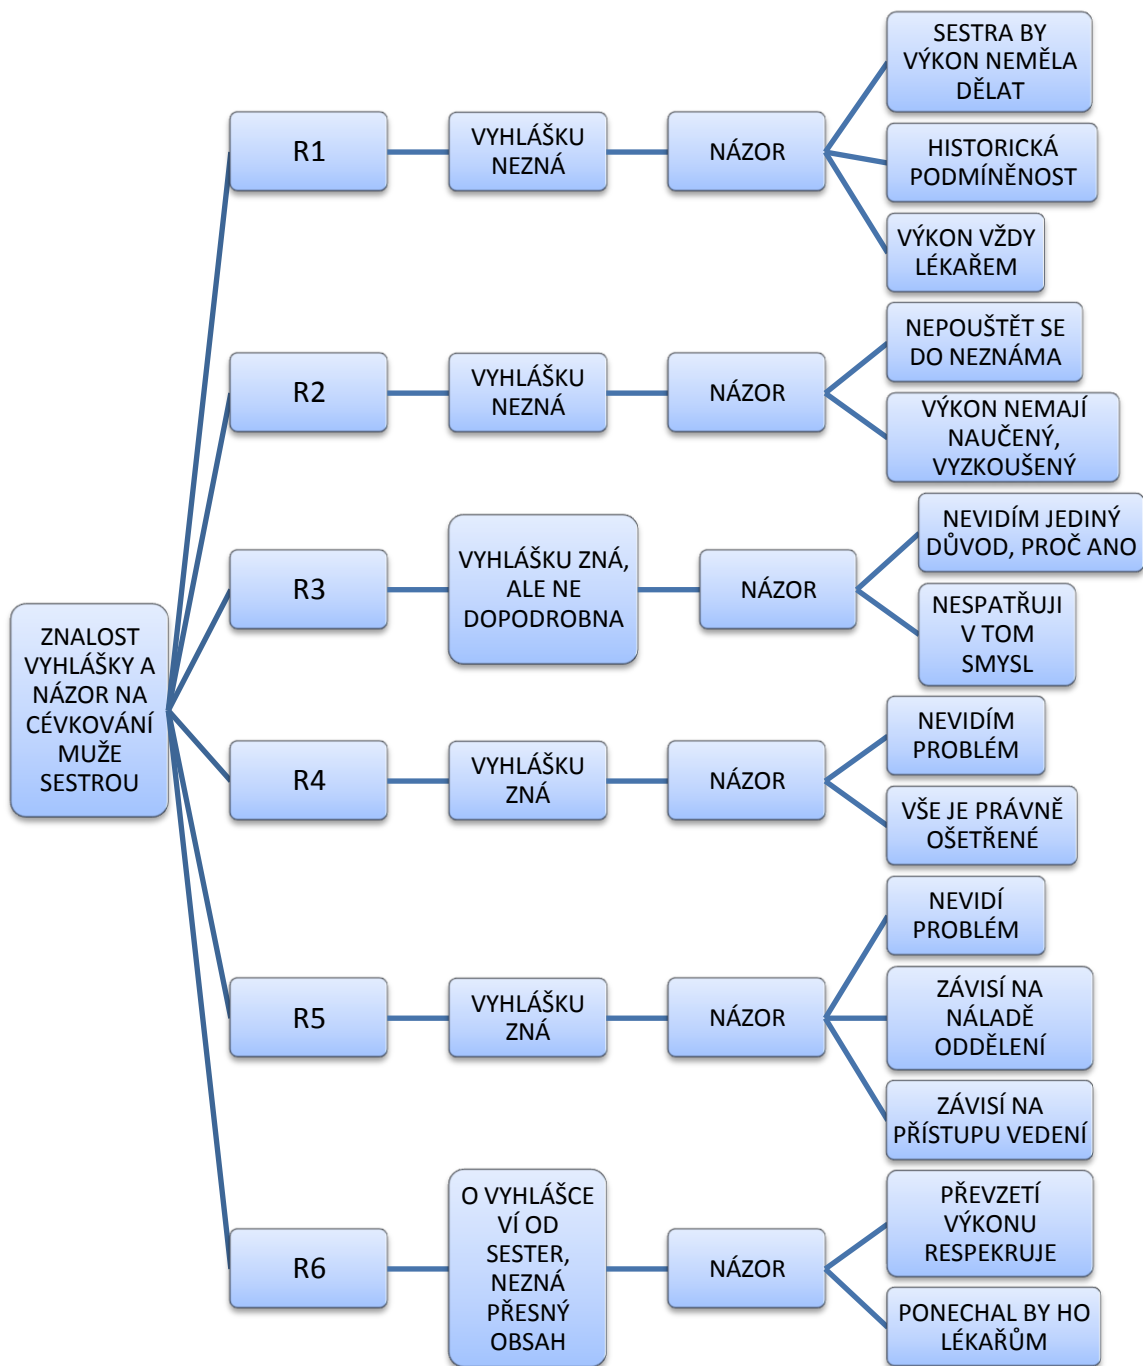 ZNALOST
VYHLÁŠKY A
NÁZOR NA
CÉVKOVÁNÍ
MUŽE
SESTROU
R1
VYHLÁŠKU
NEZNÁ
NÁZOR
SESTRA BY
VÝKON NEMĚLA
DĚLAT
HISTORICKÁ
PODMÍNĚNOST
VÝKON VŽDY
LÉKAŘEM
R2
VYHLÁŠKU
NEZNÁ
NÁZOR
NEPOUŠTĚT SE
DO NEZNÁMA
VÝKON NEMAJÍ
NAUČENÝ,
VYZKOUŠENÝ
R3
VYHLÁŠKU ZNÁ,
ALE NE
DOPODROBNA
NÁZOR
NEVIDÍM JEDINÝ
DŮVOD, PROČ ANO
NESPATŘUJI
V TOM
SMYSL
R4
VYHLÁŠKU
ZNÁ
NÁZOR
NEVIDÍM
PROBLÉM
VŠE JE PRÁVNĚ
OŠETŘENÉ
R5
VYHLÁŠKU
ZNÁ
NÁZOR
NEVIDÍ
PROBLÉM
ZÁVISÍ NA
NÁLADĚ
ODDĚLENÍ
ZÁVISÍ NA
PŘÍSTUPU VEDENÍ
R6
O VYHLÁŠCE
VÍ OD
SESTER,
NEZNÁ
PŘESNÝ
OBSAH
NÁZOR
PŘEVZETÍ
VÝKONU
RESPEKRUJE
PONECHAL BY HO
LÉKAŘŮM